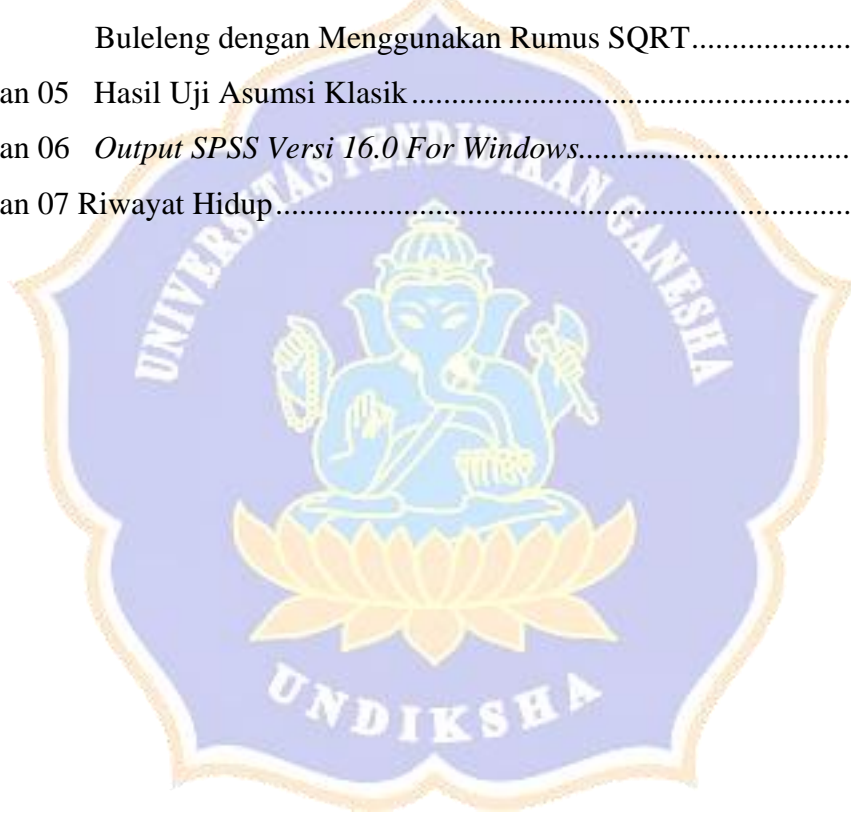 Buleleng dengan Menggunakan Rumus SQRT....................
an 05 Hasil Uji Asumsi Klasik.......................................................
an 06 Output SPSS Versi 16.0 For Windows..................................
an 07 Riwayat Hidup........................................................................
UNIVERSITAS PENDIDIKAN GANESHA
UNDIKSHA